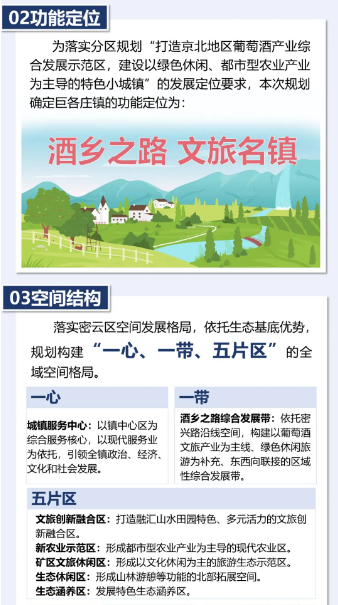 02功能定位
为落实分区规划“打造京北地区葡萄酒产业综
合发展示范区，建设以绿色休闲、都市型农业产业
为主导的特色小城镇”的发展定位要求，本次规划
确定巨各庄镇的功能定位为：
酒乡之路 文旅名镇
03空间结构
落实密云区空间发展格局，依托生态基底优势，
规划构建“一心、一带、五片区”的全
域空间格局。
一心
城镇服务中心：以镇中心区为
综合服务核心，以现代服务业
为依托，引领全镇政治、经济、
文化和社会发展。
一带
酒乡之路综合发展带：依托密
兴路沿线空间，构建以葡萄酒
文旅产业为主线、绿色休闲旅
游为补充、东西向联接的区域
性综合发展带。
五片区
文旅创新融合区：打造融汇山水田园特色、多元活力的文旅创
新融合区。
新农业示范区：形成都市型农业产业为主导的现代农业区。
矿区文旅休闲区：形成以文化休闲为主的旅游生态示范区。
生态休闲区：形成山林游憩等功能的北部拓展空间。
生态涵养区：发展特色生态涵养区。